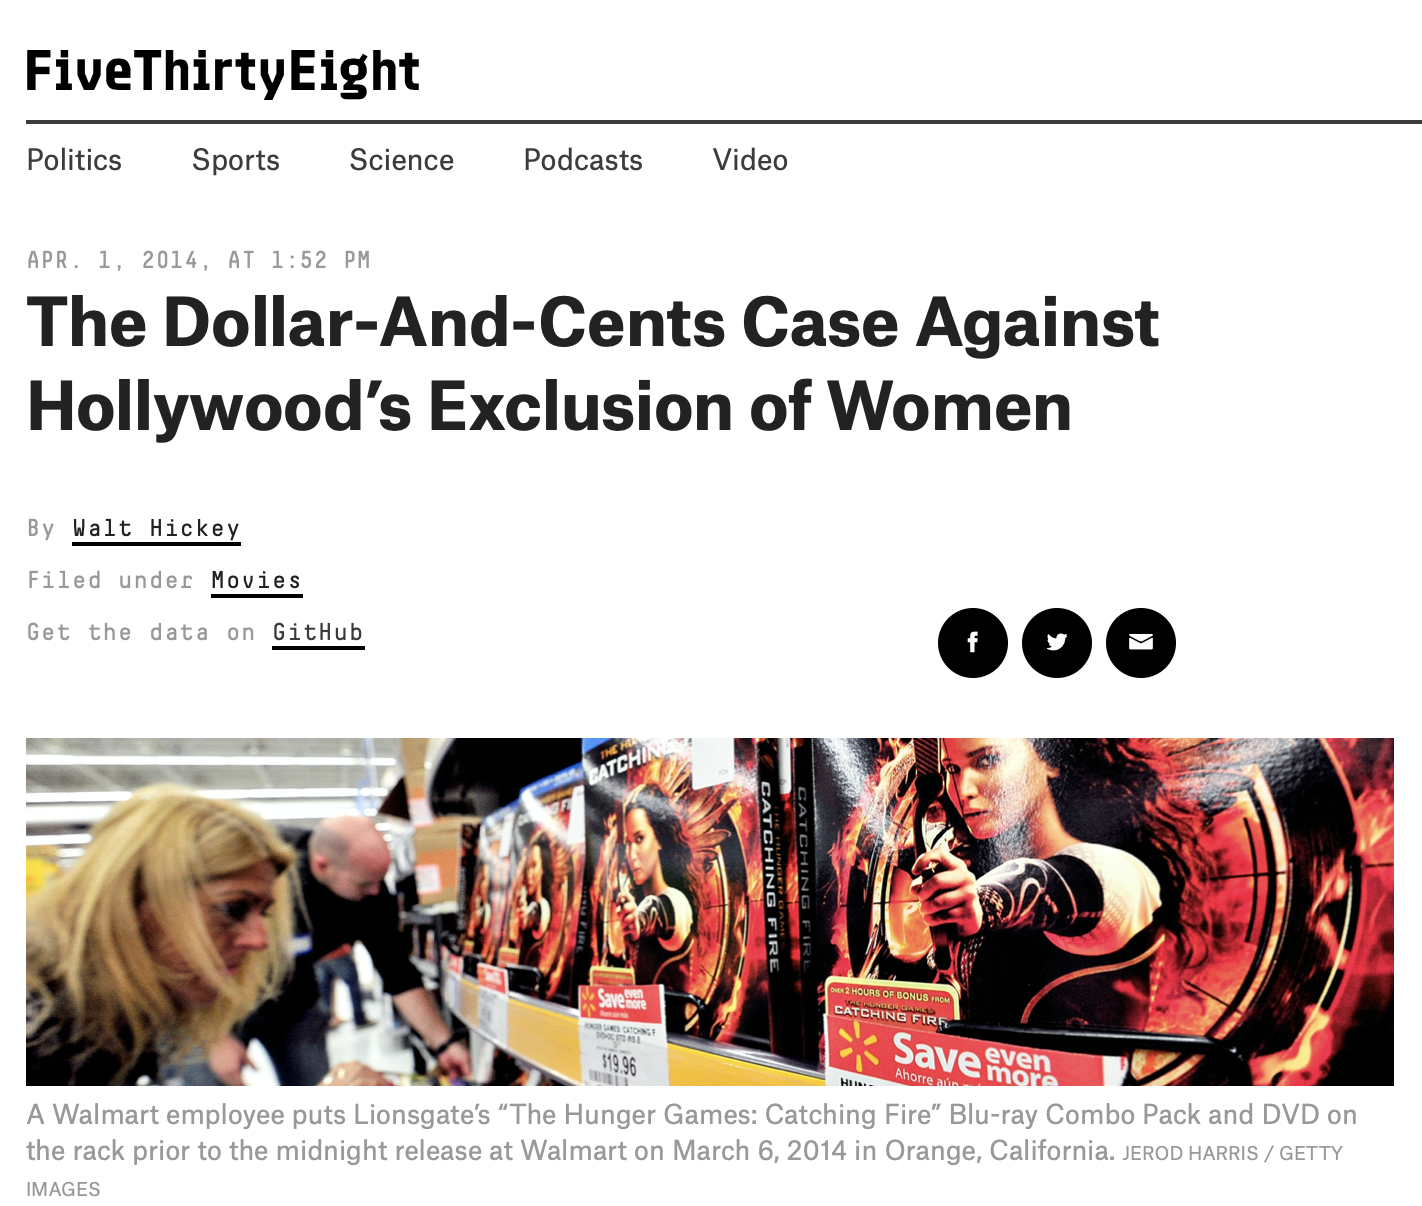 FiveThirtyEight
Politics Sports Science Podcasts Video
APR. 1, 2014, AT 1:52 PM
The Dollar-And-Cents Case Against
Hollywood’s Exclusion of Women
By Walt Hickey
Filed under Movies
Get the data on GitHub
CATCHING FIRE
CATCHING FIRE
CATCHING FIRE
Save even more
$19.96
OVER 2 HOURS OF BONUS FROM
THE HUNGER GAMES:
CATCHING FIRE
Save even more
Ahorre aún
A Walmart employee puts Lionsgate’s “The Hunger Games: Catching Fire” Blu-ray Combo Pack and DVD on
the rack prior to the midnight release at Walmart on March 6, 2014 in Orange, California. JEROD HARRIS / GETTY
IMAGES